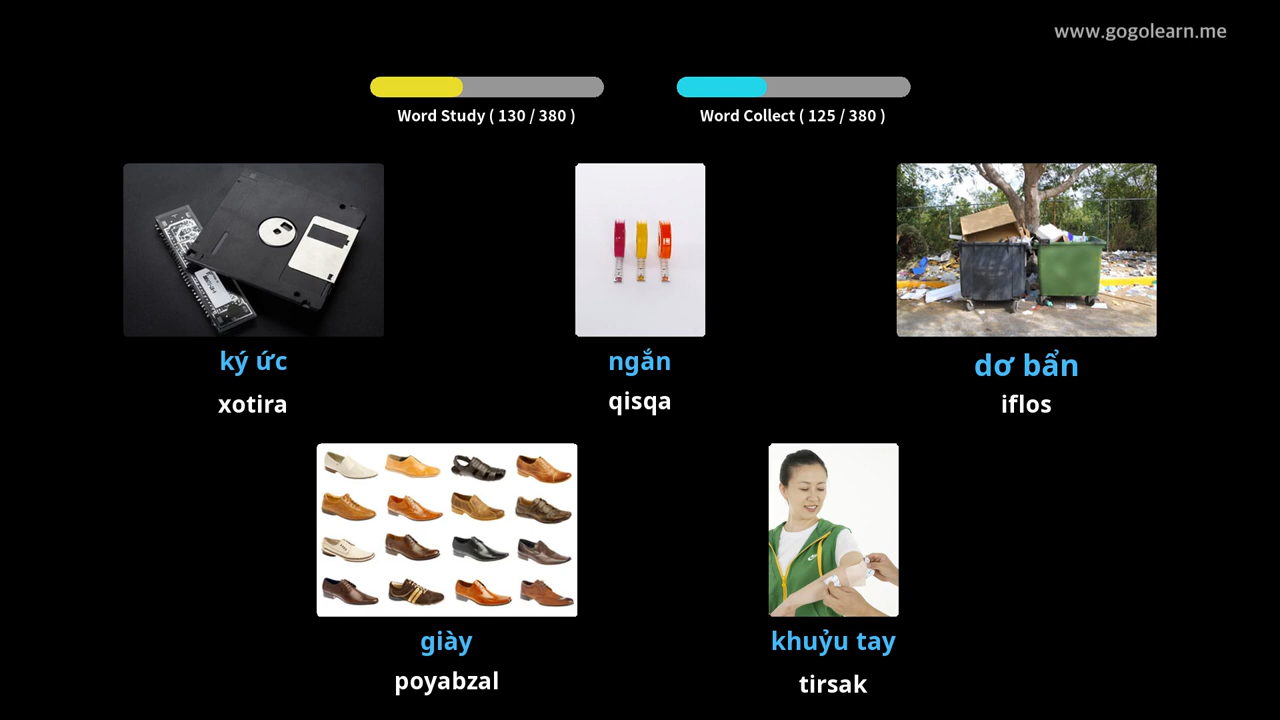 www.gogolearn.me
Word Study ( 130 / 380 )
Word Collect ( 125 / 380 )
ký ức
xotira
ngắn
qisqa
dơ bẩn
iflos
giày
poyabzal
khuỷu tay
tirsak